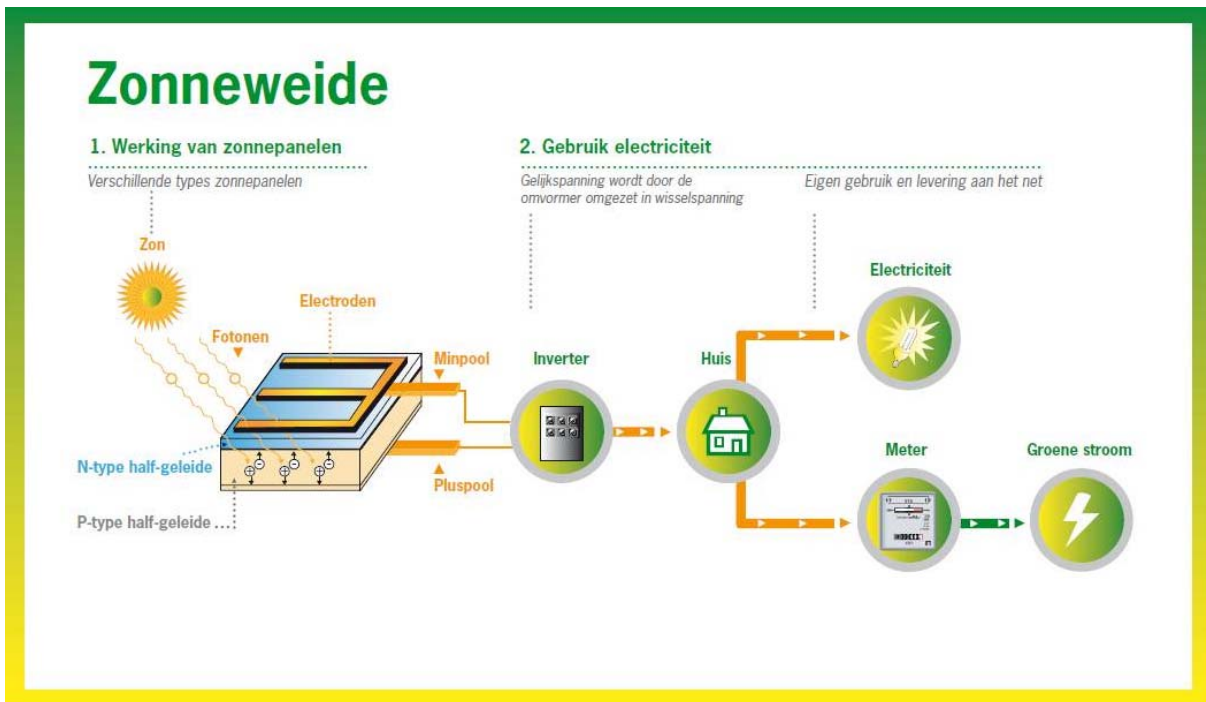 Zonneweide
1. Werking van zonnepanelen
Verschillende types zonnepanelen
Zon
Electroden
Fotonen
Minpool
N-type half-geleide
Pluspool
P-type half-geleide
2. Gebruik electriciteit
Gelijkspanning wordt door de
omvormer omgezet in wisselspanning
Eigen gebruik en levering aan het net
Inverter
Huis
Electriciteit
Meter
Groene stroom